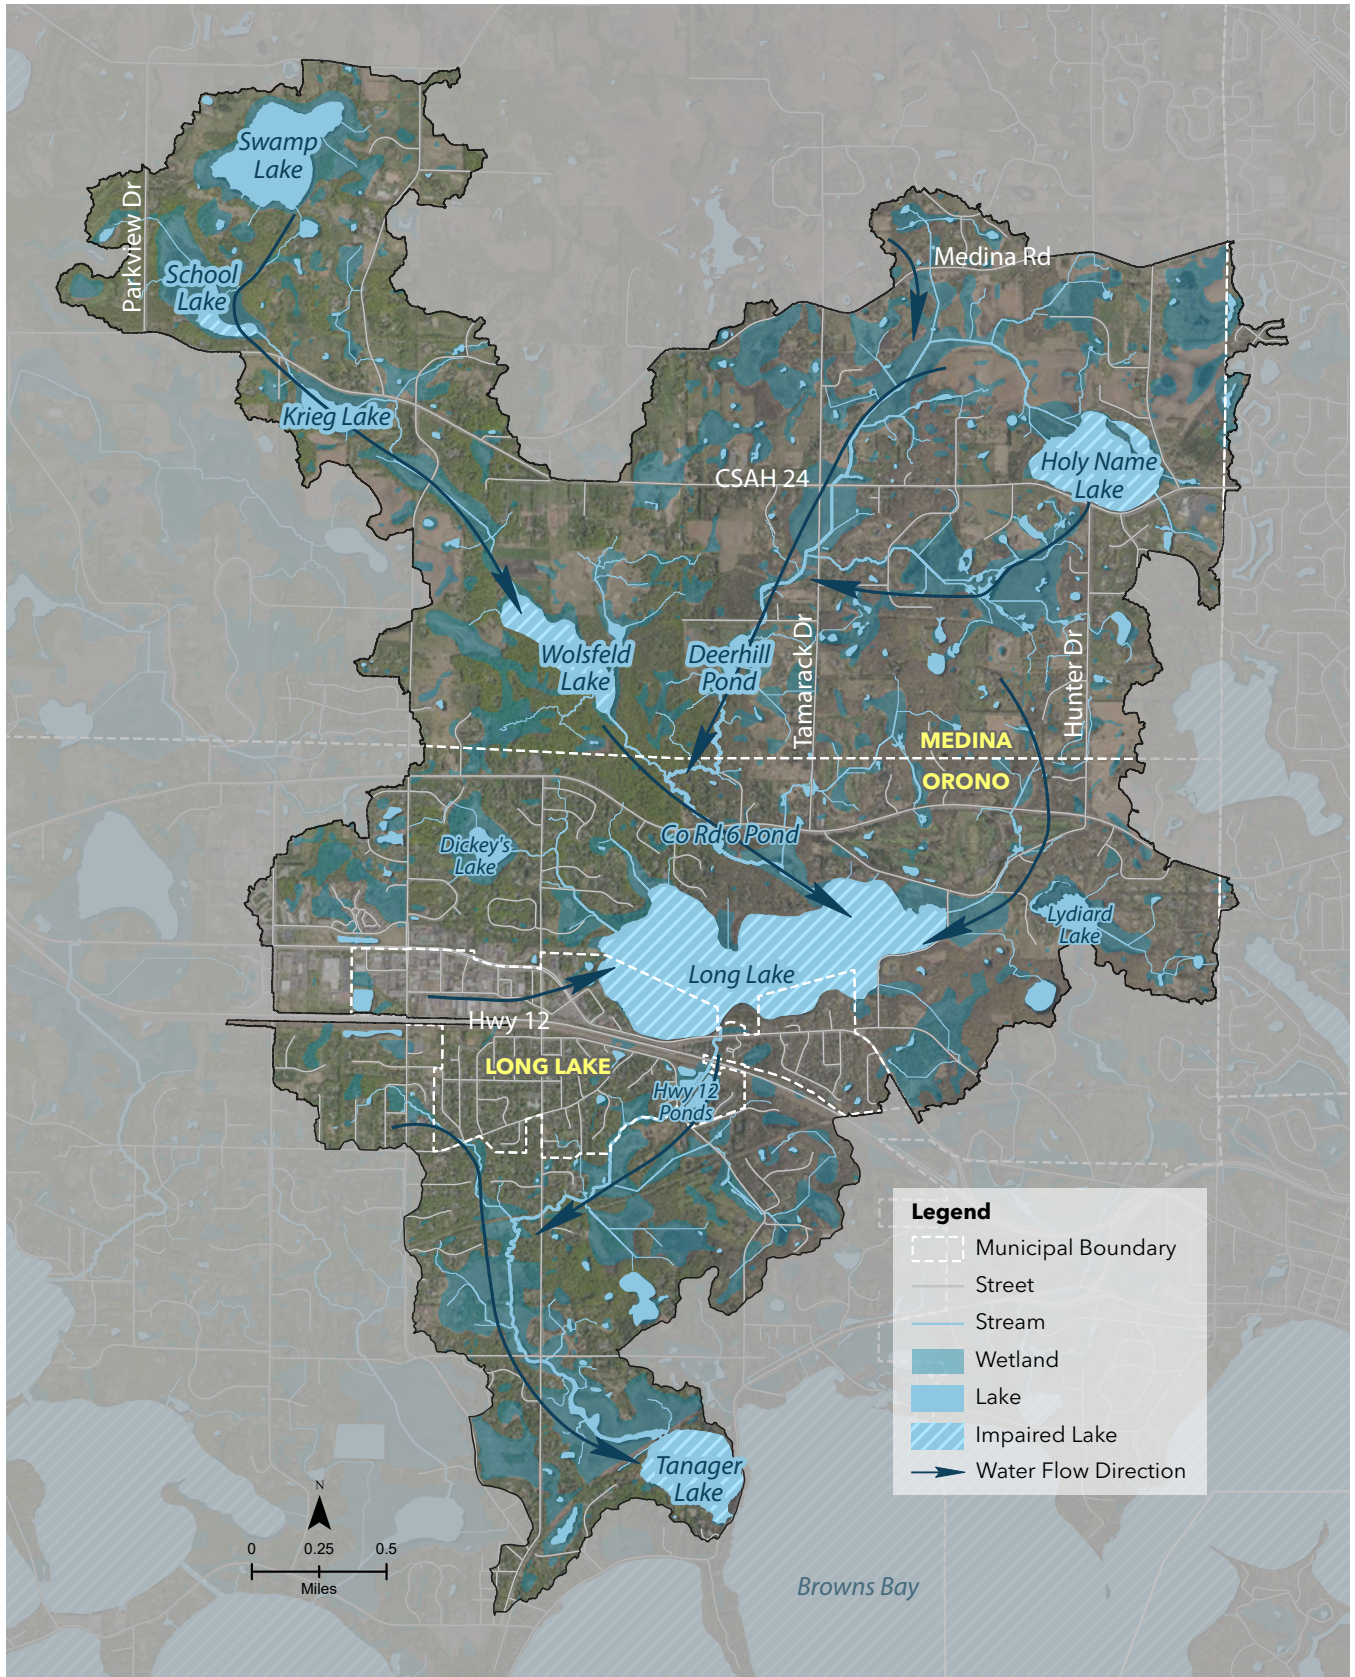 Swamp
Lake
Parkview Dr
School
Lake
Medina Rd
Krieg Lake
Holy Name
Lake
CSAH 24
Wolsfeld
Lake
Deerhill
Pond
Tamarack Dr
Hunter Dr
MEDINA
ORONO
Dickey's
Lake
Co Rd 6 Pond
Lydiard
Lake
Long Lake
Hwy 12
LONG LAKE
Hwy 12
Ponds
Tanager
Lake
Browns Bay
Legend
Municipal Boundary
Street
Stream
Wetland
Lake
Impaired Lake
Water Flow Direction
N
0 0.25 0.5
Miles